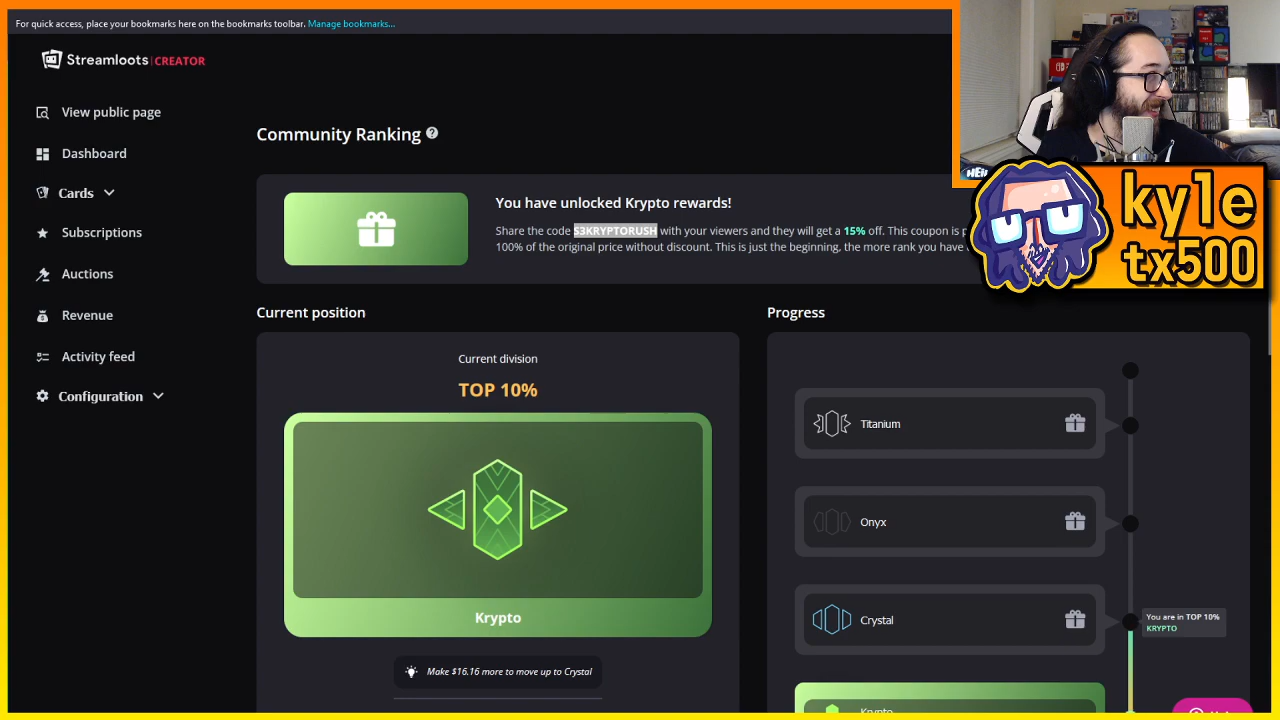 For quick access, place your bookmarks here on the bookmarks toolbar. Manage bookmarks...
Streamloots | CREATOR
View public page
Dashboard
Cards
Subscriptions
Auctions
Revenue
Activity feed
Configuration
Community Ranking ?
You have unlocked Krypto rewards!
Share the code S3KRYPTORUSH with your viewers and they will get a 15% off. This coupon is
100% of the original price without discount. This is just the beginning, the more rank you have
kyle
tx500
Current position
Current division
TOP 10%
Krypto
Make $16.16 more to move up to Crystal
Progress
Titanium
Onyx
Crystal
You are in TOP 10%
KRYPTO
Krypto